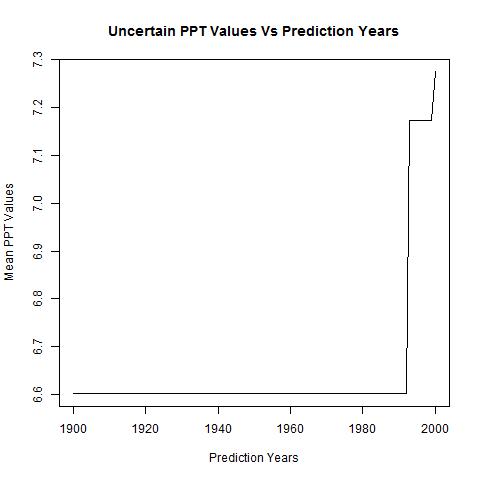 Uncertain PPT Values Vs Prediction Years
Mean PPT Values
7.3
7.2
7.1
7.0
6.9
6.8
6.7
6.6
1900 1920 1940 1960 1980 2000
Prediction Years